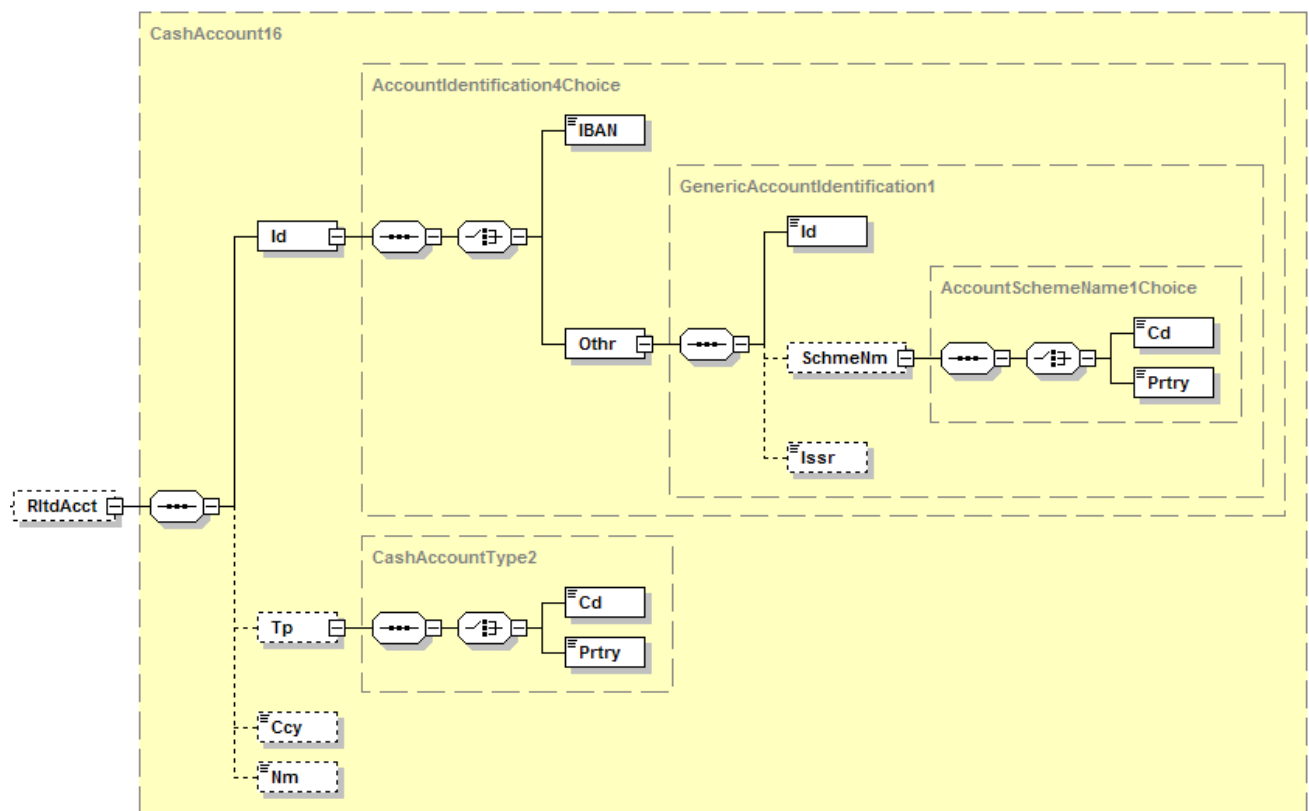 CashAccount16
AccountIdentification4Choice
IBAN
GenericAccountIdentification1
Id
Id
AccountSchemeName1Choice
Cd
Othr
SchmeNm
Prtry
Issr
RltdAcct
CashAccountType2
Cd
Tp
Prtry
Ccy
Nm